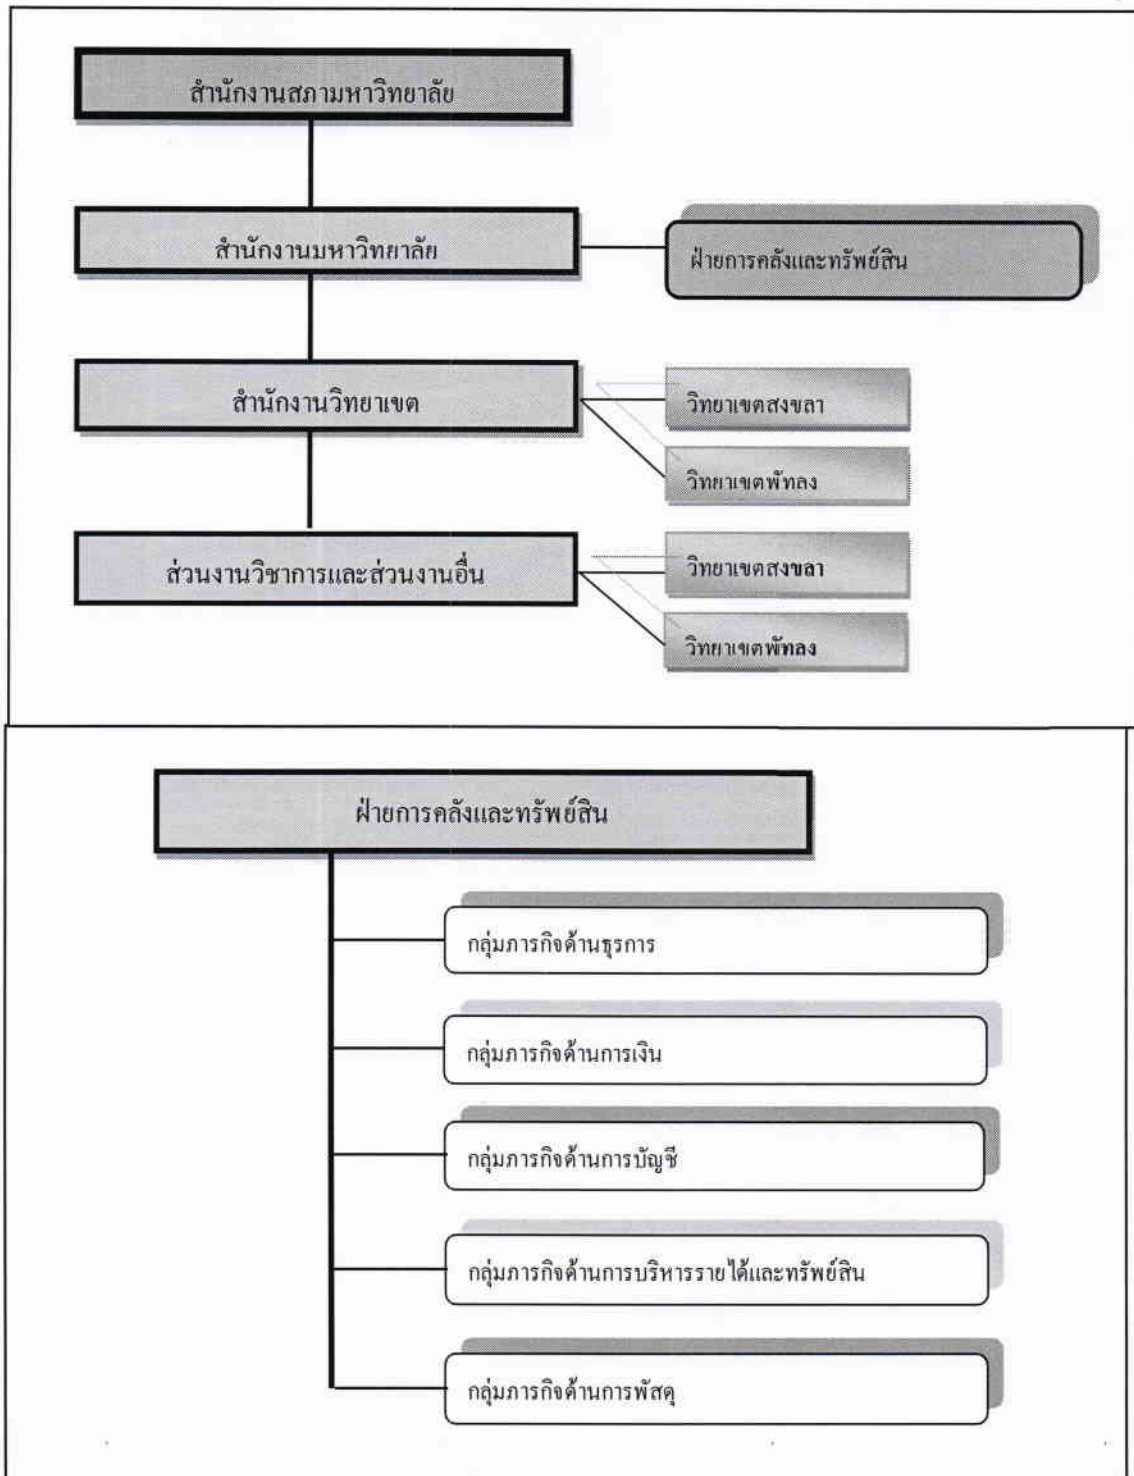 สำนักงานสภามหาวิทยาลัย
สำนักงานมหาวิทยาลัย
ฝ่ายการคลังและทรัพย์สิน
สำนักงานวิทยาเขต
วิทยาเขตสงขลา
วิทยาเขตพัทลง
ส่วนงานวิชาการและส่วนงานอื่น
วิทยาเขตสงขลา
วิทยาเขตพัทลง
ฝ่ายการคลังและทรัพย์สิน
กลุ่มภารกิจด้านธุรการ
กลุ่มภารกิจด้านการเงิน
กลุ่มภารกิจด้านการบัญชี
กลุ่มภารกิจด้านการบริหารรายได้และทรัพย์สิน
กลุ่มภารกิจด้านการพัสดุ